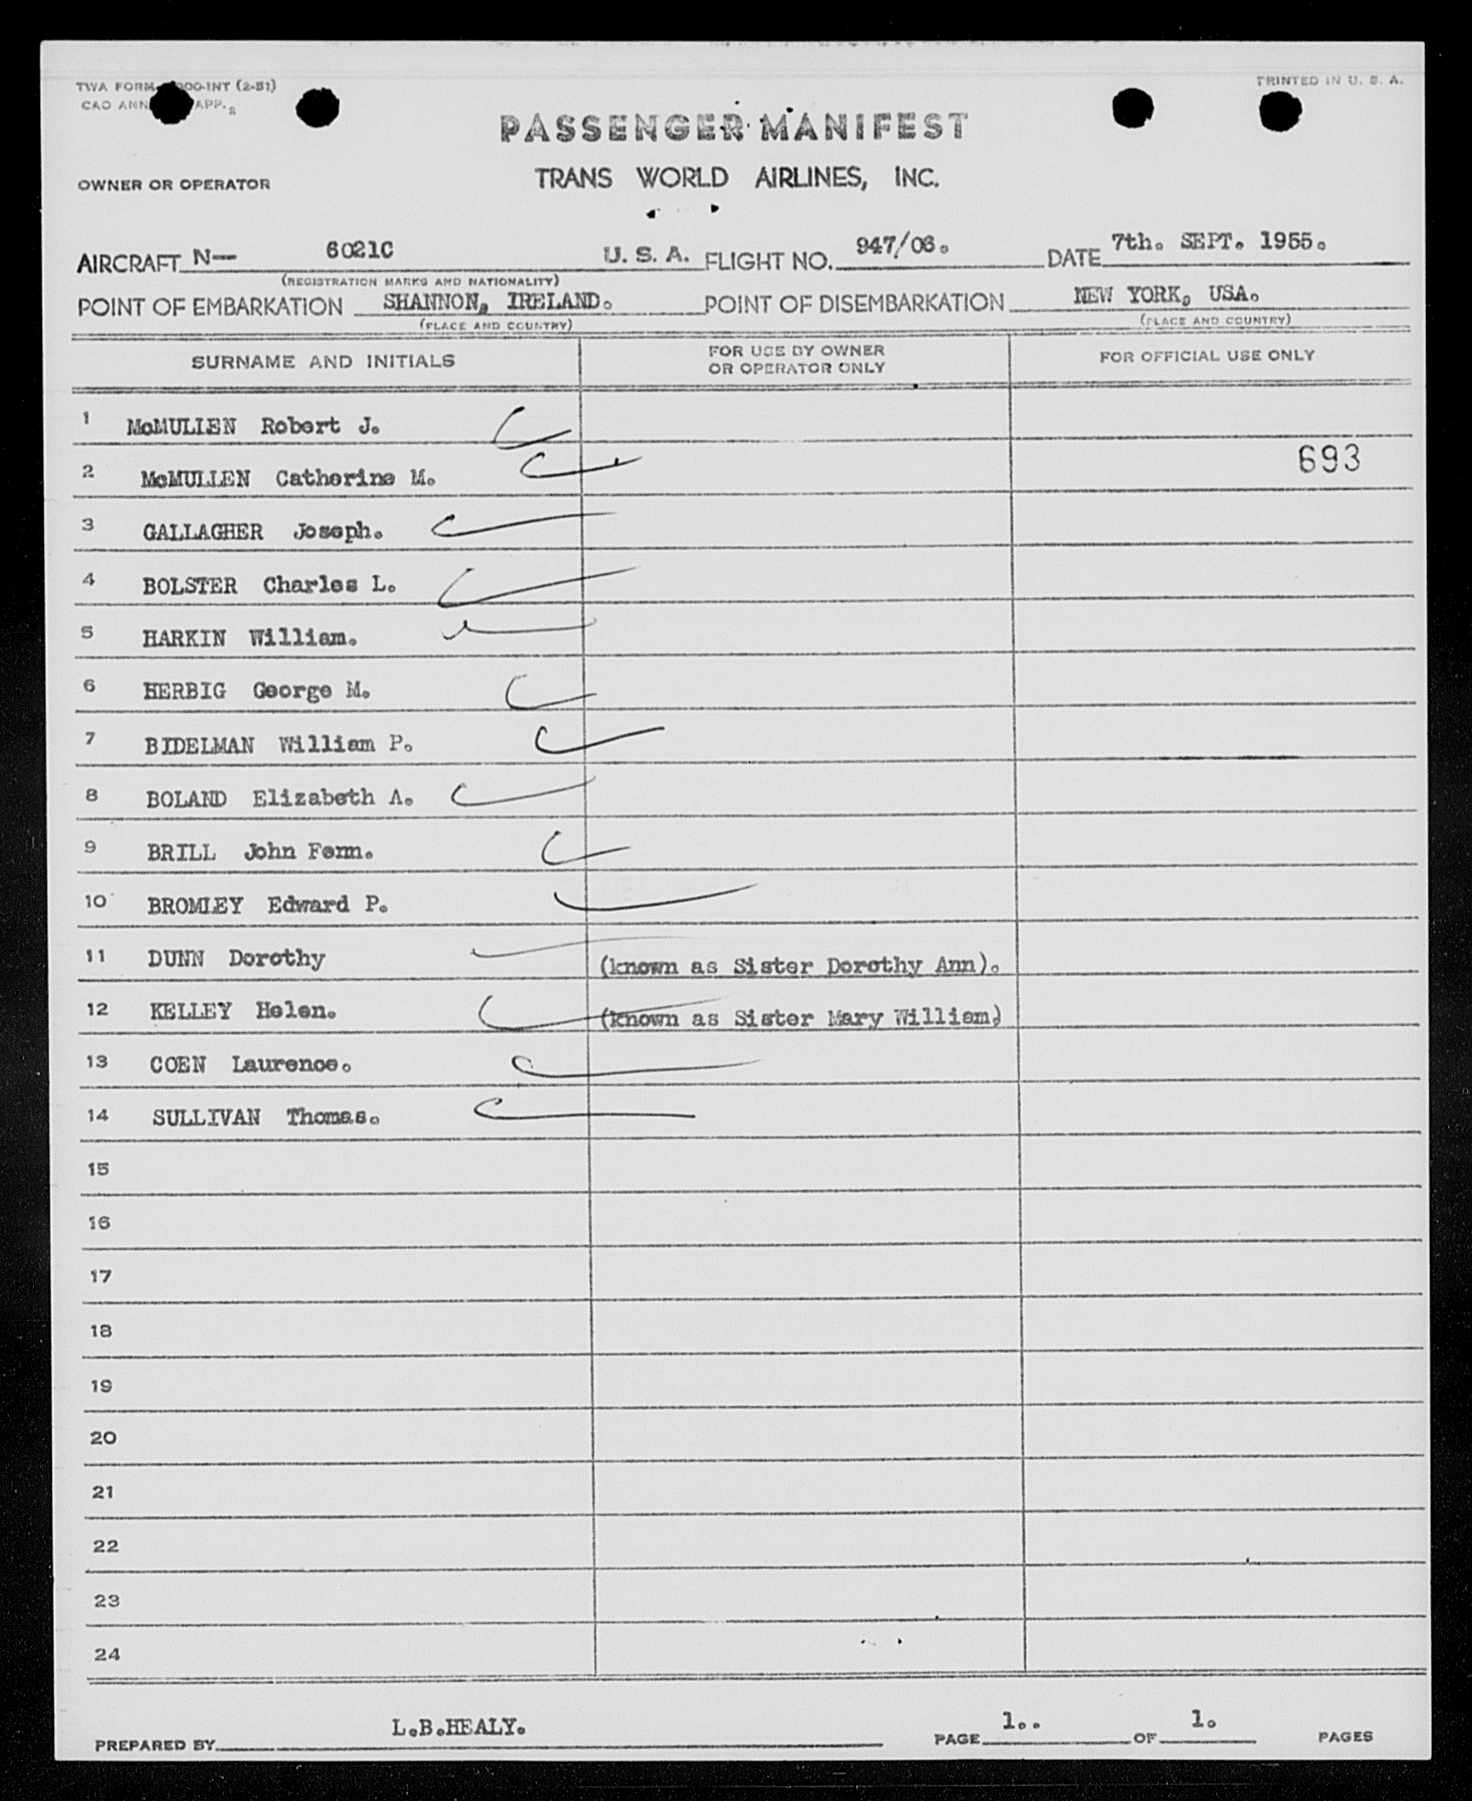 TWA FORM 000-INT (2-51) PRINTED IN U. S. A.
CAO ANN APP. 2
PASSENGER MANIFEST
OWNER OR OPERATOR TRANS WORLD AIRLINES, INC.
AIRCRAFT N— 6021C U. S. A. FLIGHT NO. 947/06. DATE 7th. SEPT. 1955.
(REGISTRATION MARKS AND NATIONALITY)
POINT OF EMBARKATION SHANNON, IRELAND. POINT OF DISEMBARKATION NEW YORK, USA.
(PLACE AND COUNTRY) (PLACE AND COUNTRY)
SURNAME AND INITIALS FOR USE BY OWNER OR OPERATOR ONLY FOR OFFICIAL USE ONLY
1 McMULLEN Robert J.
2 McMULLEN Catherine M. 693
3 GALLAGHER Joseph.
4 BOLSTER Charles L.
5 HARKIN William.
6 HERBIG George M.
7 BIDELMAN William P.
8 BOLAND Elizabeth A.
9 BRILL John Fenn.
10 BROMLEY Edward P.
11 DUNN Dorothy (known as Sister Dorothy Ann).
12 KELLEY Helen. (known as Sister Mary William)
13 COEN Laurence.
14 SULLIVAN Thomas.
15
16
17
18
19
20
21
22
23
24
PREPARED BY L.B.HEALY. PAGE 1.. OF 1. PAGES